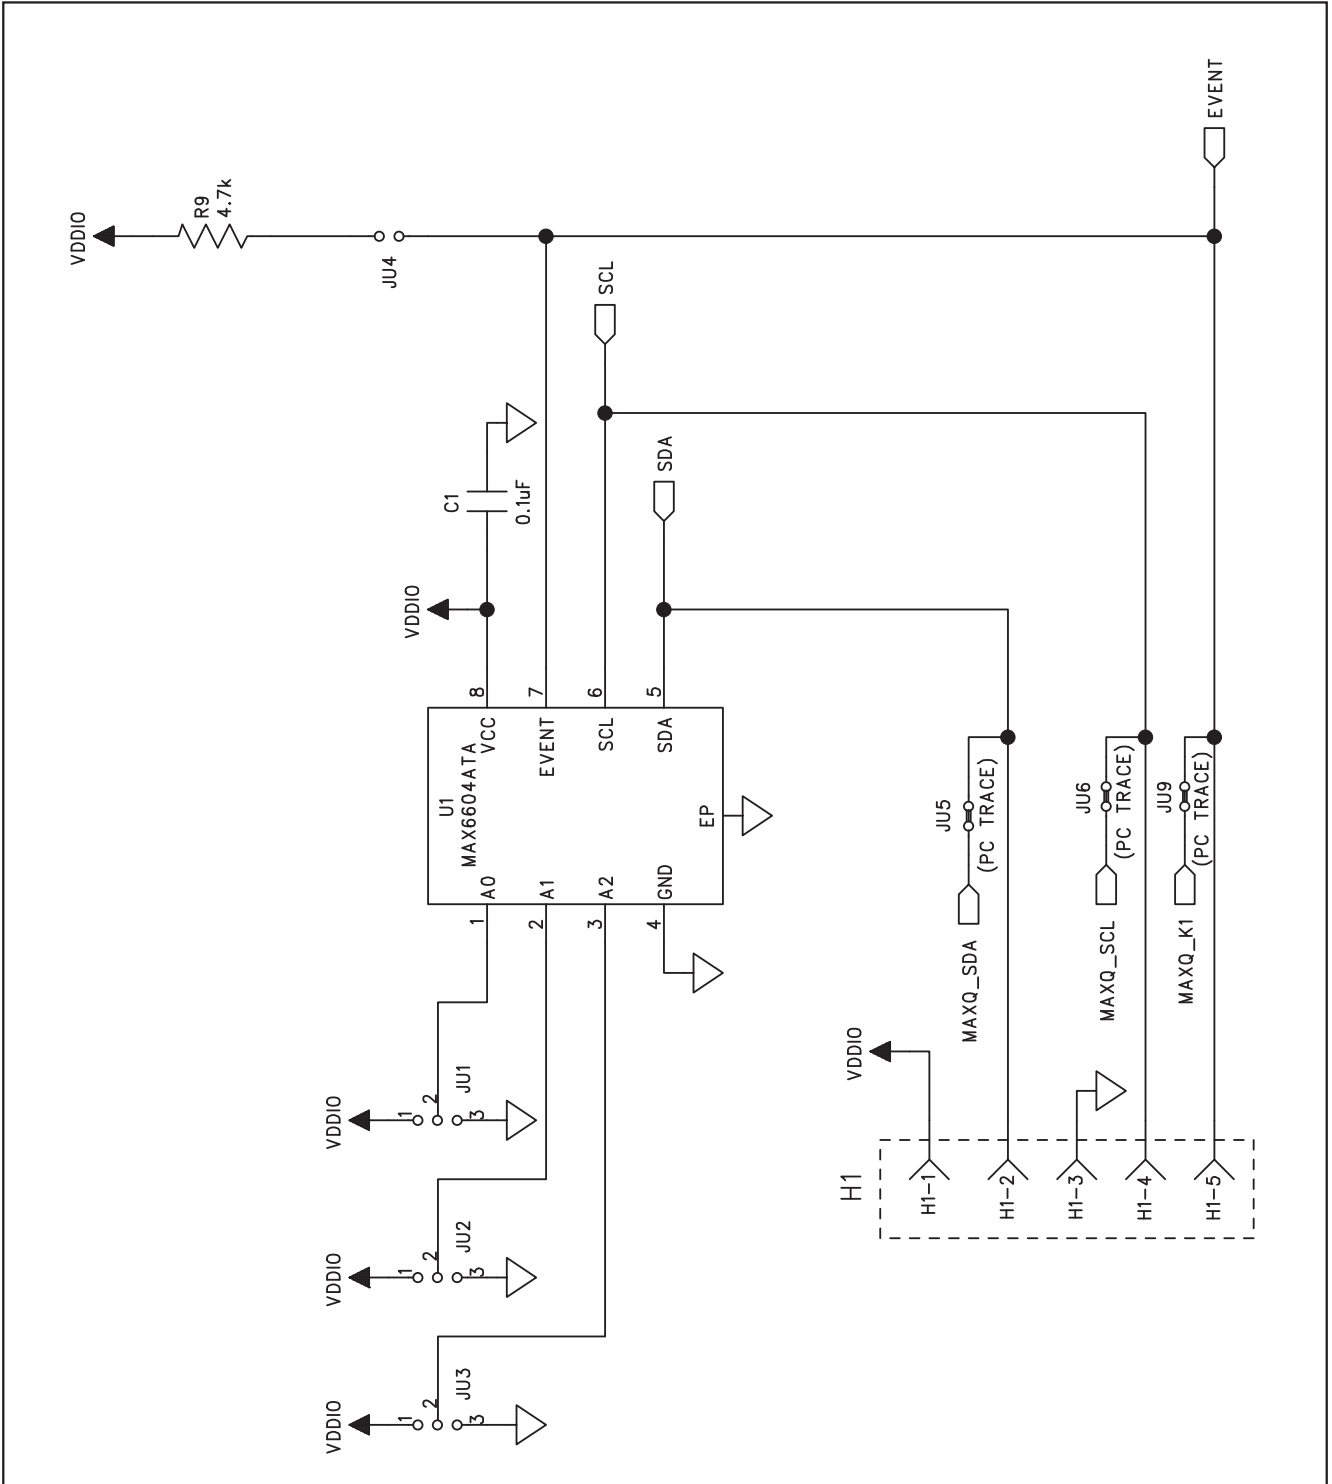 VDDIO
R9
4.7k
JU4
EVENT
SCL
SDA
C1
0.1uF
VDDIO
8
7
6
5
VCC
EVENT
SCL
SDA
U1
MAX6604ATA
EP
A0
A1
A2
GND
1
2
3
4
VDDIO
1
2
3
JU1
VDDIO
1
2
3
JU2
VDDIO
1
2
3
JU3
JU5
(PC TRACE)
MAXQ_SDA
JU6
(PC TRACE)
MAXQ_SCL
JU9
(PC TRACE)
MAXQ_K1
VDDIO
H1
H1-1
H1-2
H1-3
H1-4
H1-5